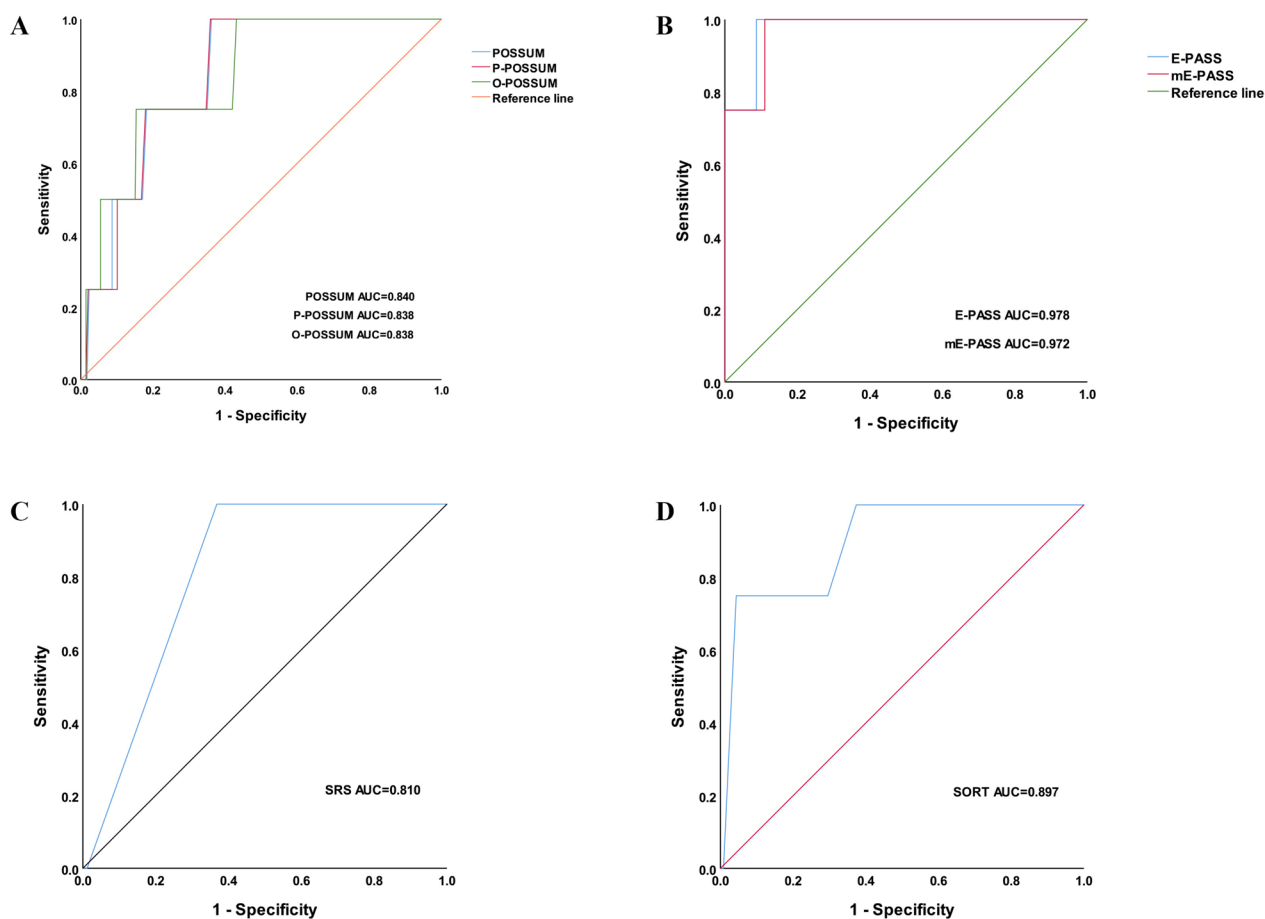 A
1.0
0.8
0.6
0.4
0.2
0.0
0.0 0.2 0.4 0.6 0.8 1.0
Sensitivity
1 - Specificity
POSSUM
P-POSSUM
O-POSSUM
Reference line
POSSUM AUC=0.840
P-POSSUM AUC=0.838
O-POSSUM AUC=0.838
B
1.0
0.8
0.6
0.4
0.2
0.0
0.0 0.2 0.4 0.6 0.8 1.0
Sensitivity
1 - Specificity
E-PASS
mE-PASS
Reference line
E-PASS AUC=0.978
mE-PASS AUC=0.972
C
1.0
0.8
0.6
0.4
0.2
0.0
0.0 0.2 0.4 0.6 0.8 1.0
Sensitivity
1 - Specificity
SRS AUC=0.810
D
1.0
0.8
0.6
0.4
0.2
0.0
0.0 0.2 0.4 0.6 0.8 1.0
Sensitivity
1 - Specificity
SORT AUC=0.897